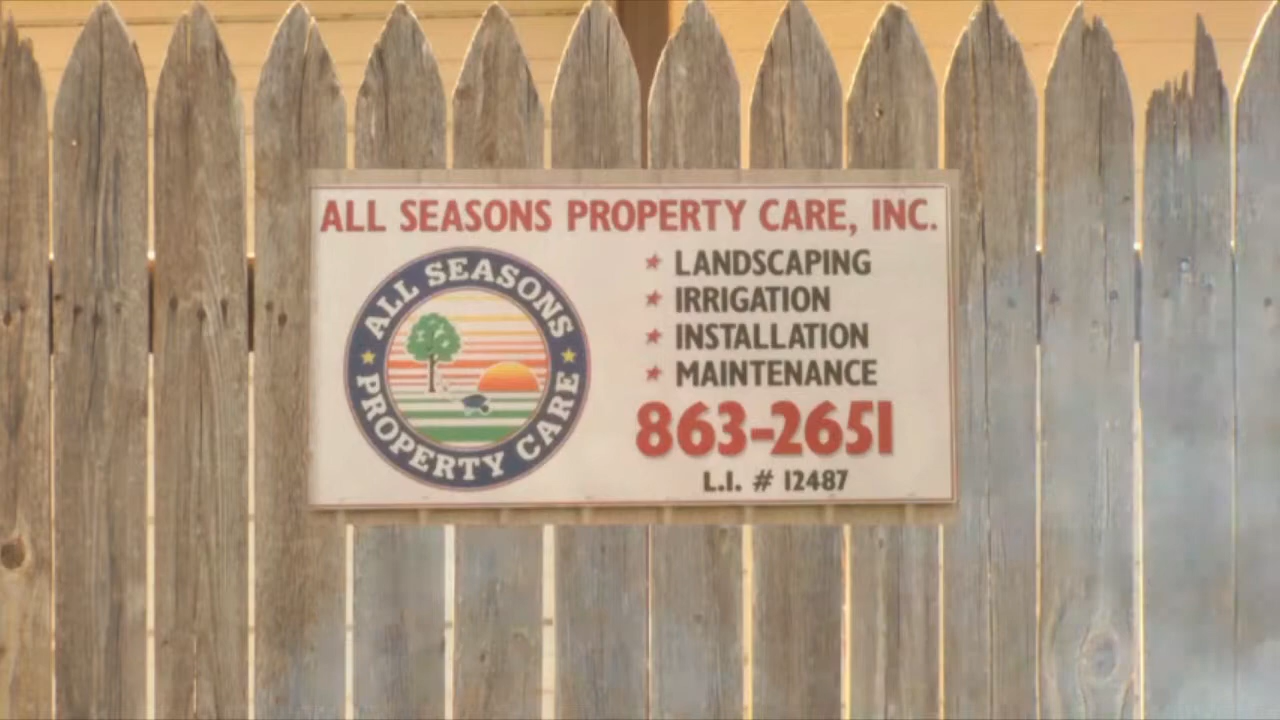 ALL SEASONS PROPERTY CARE, INC.
ALL SEASONS
PROPERTY CARE
LANDSCAPING
IRRIGATION
INSTALLATION
MAINTENANCE
863-2651
L.I. # 12487